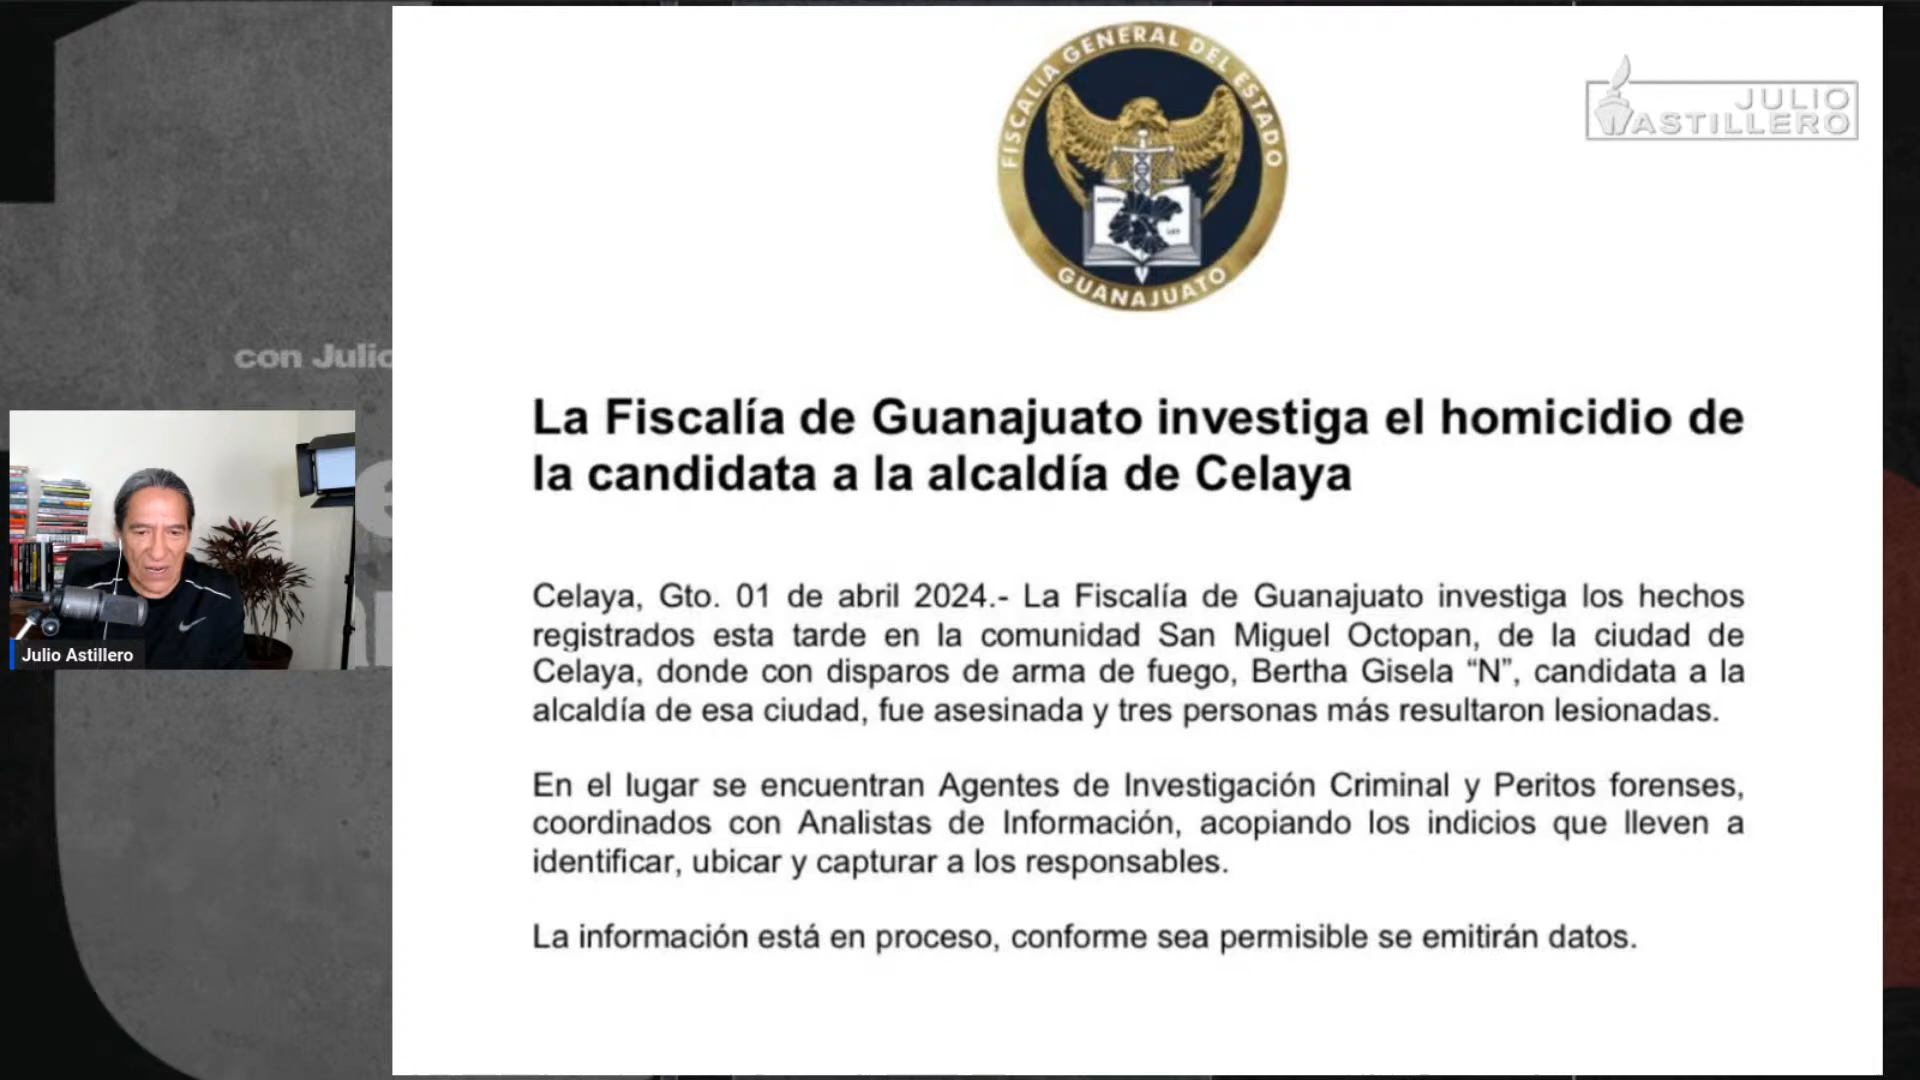 FISCALÍA GENERAL DEL ESTADO
GUANAJUATO
JULIO
ASTILLERO
con Julio
La Fiscalía de Guanajuato investiga el homicidio de
la candidata a la alcaldía de Celaya
Celaya, Gto. 01 de abril 2024.- La Fiscalía de Guanajuato investiga los hechos
registrados esta tarde en la comunidad San Miguel Octopan, de la ciudad de
Celaya, donde con disparos de arma de fuego, Bertha Gisela “N”, candidata a la
alcaldía de esa ciudad, fue asesinada y tres personas más resultaron lesionadas.
En el lugar se encuentran Agentes de Investigación Criminal y Peritos forenses,
coordinados con Analistas de Información, acopiando los indicios que lleven a
identificar, ubicar y capturar a los responsables.
La información está en proceso, conforme sea permisible se emitirán datos.
Julio Astillero